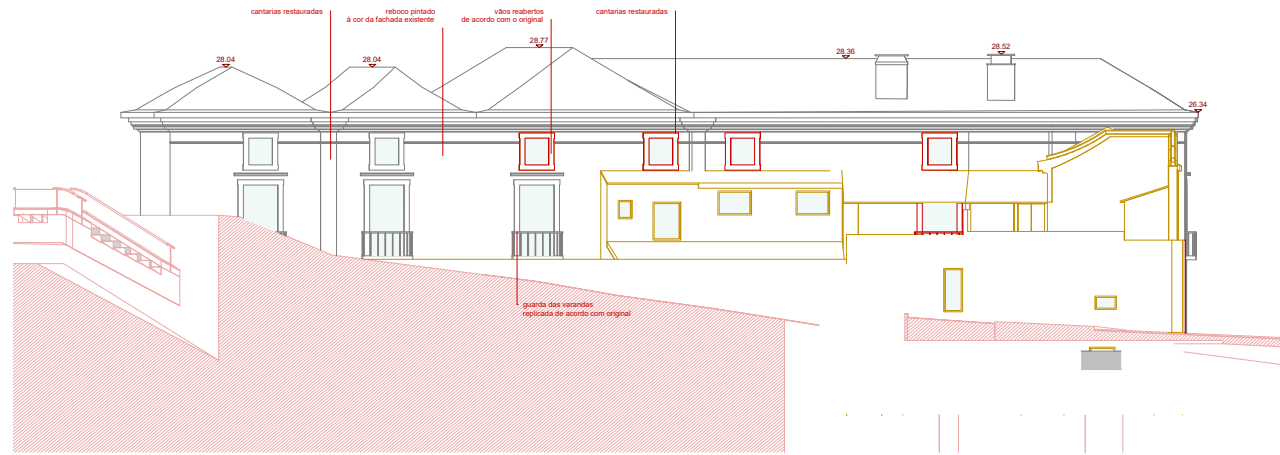 cantarias restauradas
reboco pintado
à cor da fachada existente
vãos reabertos
de acordo com o original
cantarias restauradas
28.77
28.52
28.36
28.04
28.04
26.34
guarda das varandas
replicada de acordo com original